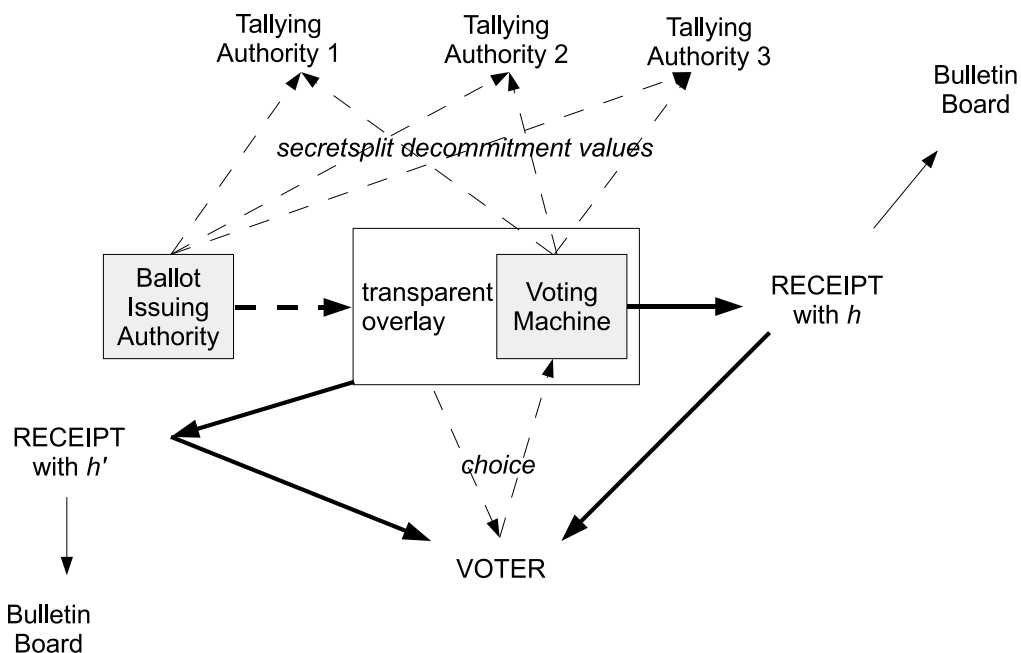 Tallying
Authority 1
Tallying
Authority 2
Tallying
Authority 3
Bulletin
Board
secretsplit decommitment values
Ballot
Issuing
Authority
transparent
overlay
Voting
Machine
RECEIPT
with h
RECEIPT
with h'
choice
VOTER
Bulletin
Board